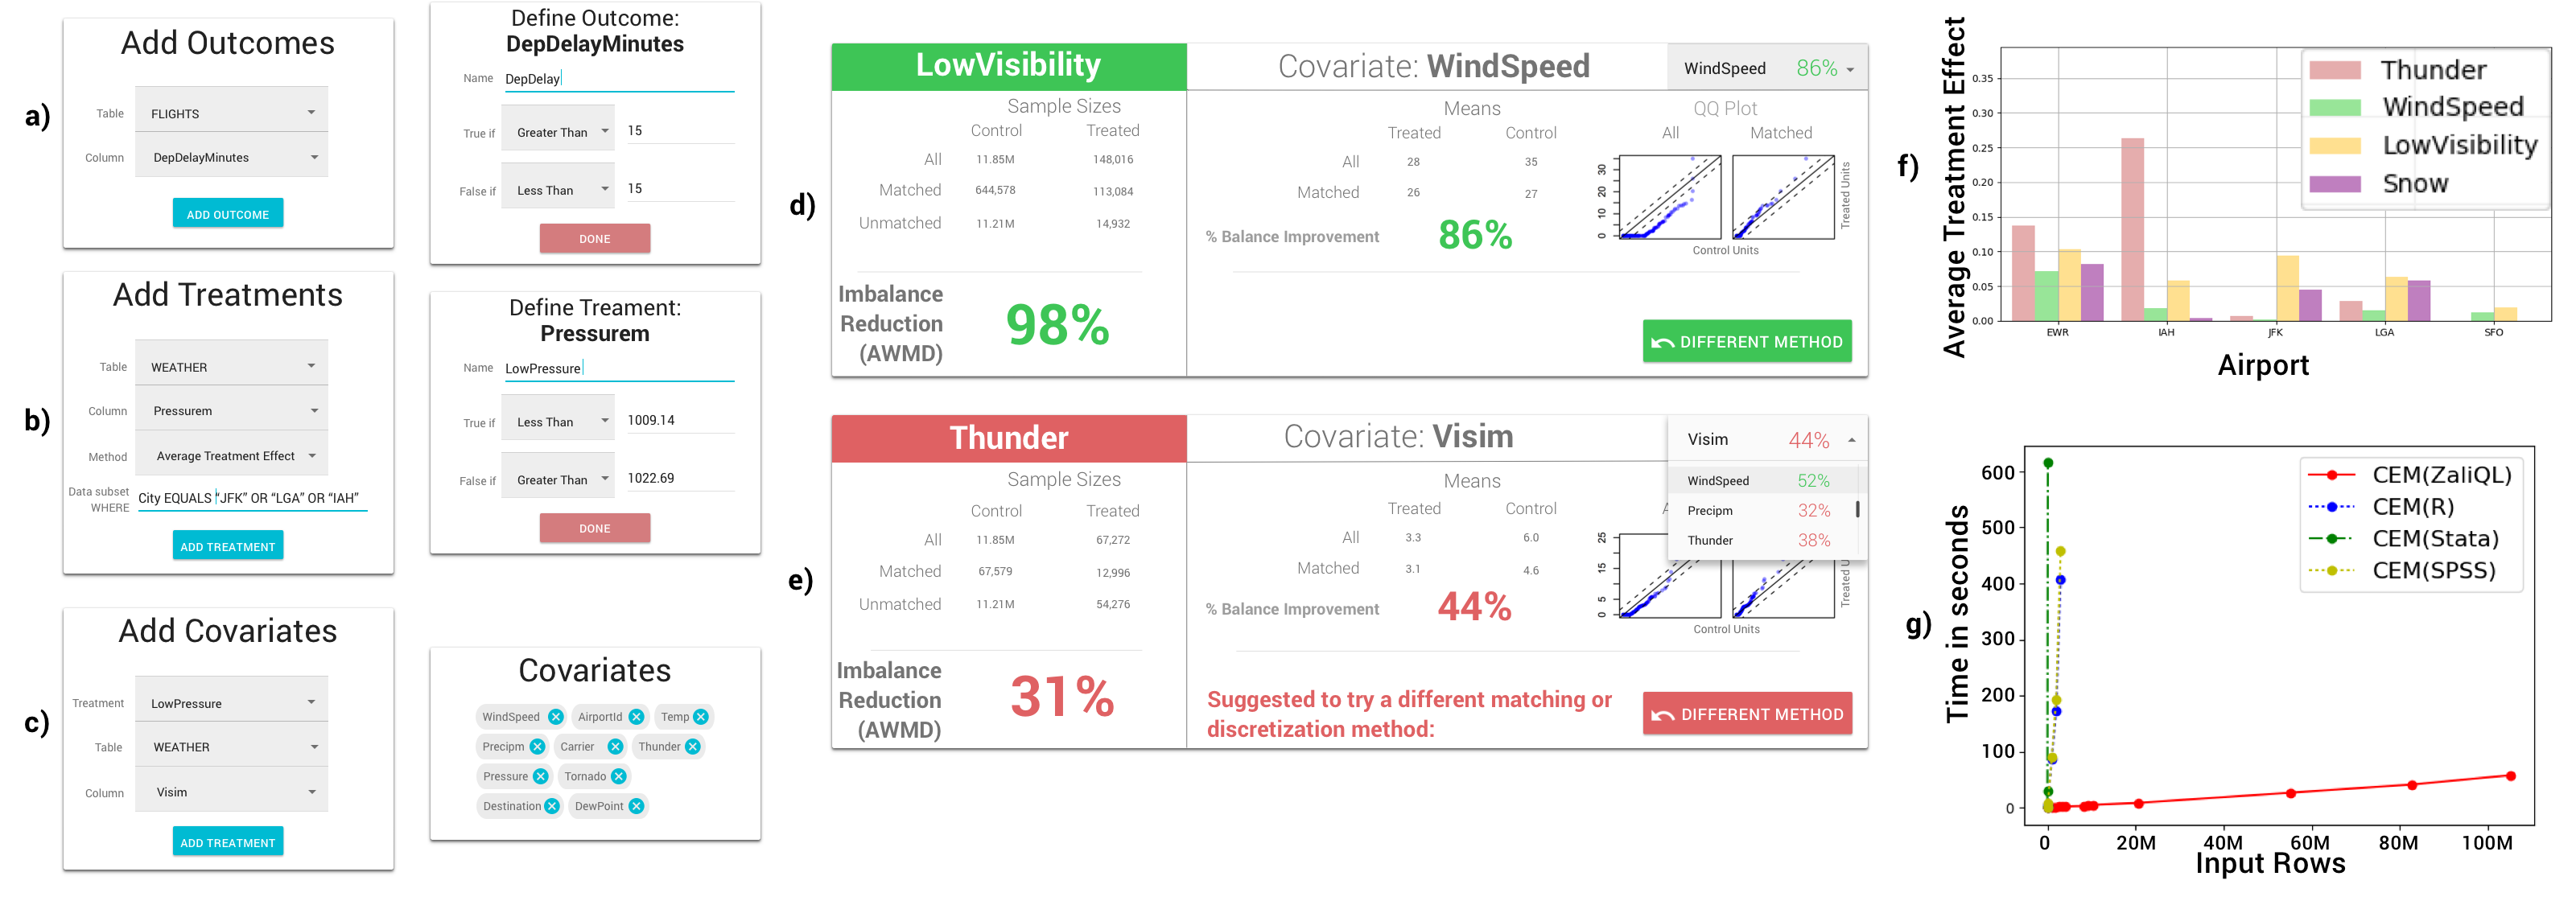 a)
Add Outcomes
Table FLIGHTS
Column DepDelayMinutes
ADD OUTCOME
Define Outcome:
DepDelayMinutes
Name DepDelay
True if Greater Than 15
False if Less Than 15
DONE
b)
Add Treatments
Table WEATHER
Column Pressurem
Method Average Treatment Effect
Data subset
WHERE
City EQUALS “JFK” OR “LGA” OR “IAH”
ADD TREATMENT
Define Treament:
Pressurem
Name LowPressure
True if Less Than 1009.14
False if Greater Than 1022.69
DONE
c)
Add Covariates
Treatment LowPressure
Table WEATHER
Column Visim
ADD TREATMENT
Covariates
WindSpeed AirportId Temp
Precipm Carrier Thunder
Pressure Tornado
Destination DewPoint
d)
LowVisibility
Sample Sizes
Control Treated
All 11.85M 148,016
Matched 644,578 113,084
Unmatched 11.21M 14,932
Imbalance
Reduction
(AWMD)
98%
Covariate: WindSpeed
WindSpeed 86%
Means
Treated Control
All 28 35
Matched 26 27
% Balance Improvement 86%
QQ Plot
All Matched
0 10 20 30
Treated Units
Control Units
DIFFERENT METHOD
e)
Thunder
Sample Sizes
Control Treated
All 11.85M 67,272
Matched 67,579 12,996
Unmatched 11.21M 54,276
Imbalance
Reduction
(AWMD)
31%
Covariate: Visim
Visim 44%
WindSpeed 52%
Precipm 32%
Thunder 38%
Means
Treated Control
All 3.3 6.0
Matched 3.1 4.6
% Balance Improvement 44%
0 5 15 25
Treated U
Control Units
Suggested to try a different matching or
discretization method:
DIFFERENT METHOD
f)
Average Treatment Effect
0.35
0.30
0.25
0.20
0.15
0.10
0.05
0.00
Thunder
WindSpeed
LowVisibility
Snow
EWR IAH JFK LGA SFO
Airport
g)
Time in seconds
600
500
400
300
200
100
0
CEM(ZaliQL)
CEM(R)
CEM(Stata)
CEM(SPSS)
0 20M 40M 60M 80M 100M
Input Rows